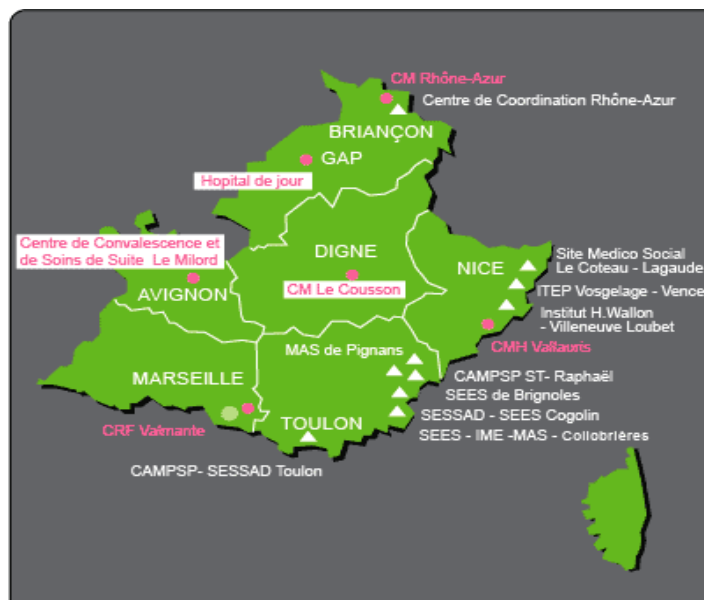 CM Rhône-Azur
Centre de Coordination Rhône-Azur
BRIANÇON
GAP
Hopital de jour
Centre de Convalescence et
de Soins de Suite Le Milord
AVIGNON
DIGNE
CM Le Cousson
NICE
Site Medico Social
Le Coteau - Lagaude
ITEP Vosgelage - Vence
Institut H.Wallon
- Villeneuve Loubet
CMH Vallauris
MAS de Pignans
MARSEILLE
CAMPSP ST- Raphaël
SEES de Brignoles
SESSAD - SEES Cogolin
TOULON
CRF Valmante
SEES - IME -MAS - Collobrières
CAMPSP- SESSAD Toulon